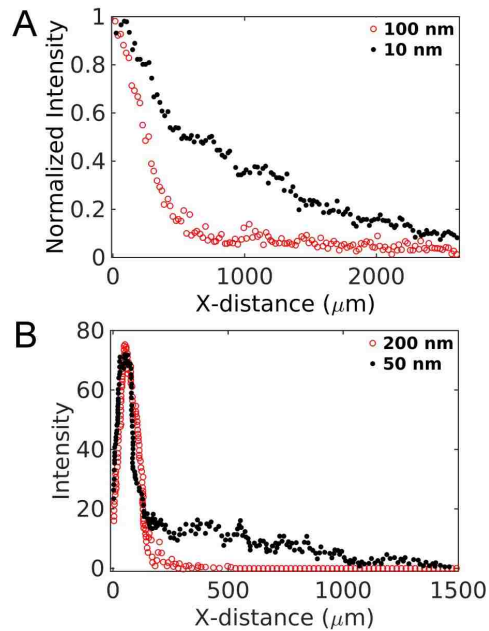 A
Normalized Intensity
1
0.8
0.6
0.4
0.2
0
100 nm
10 nm
0 1000 2000
X-distance (μm)
B
Intensity
80
60
40
20
0
200 nm
50 nm
0 500 1000 1500
X-distance (μm)